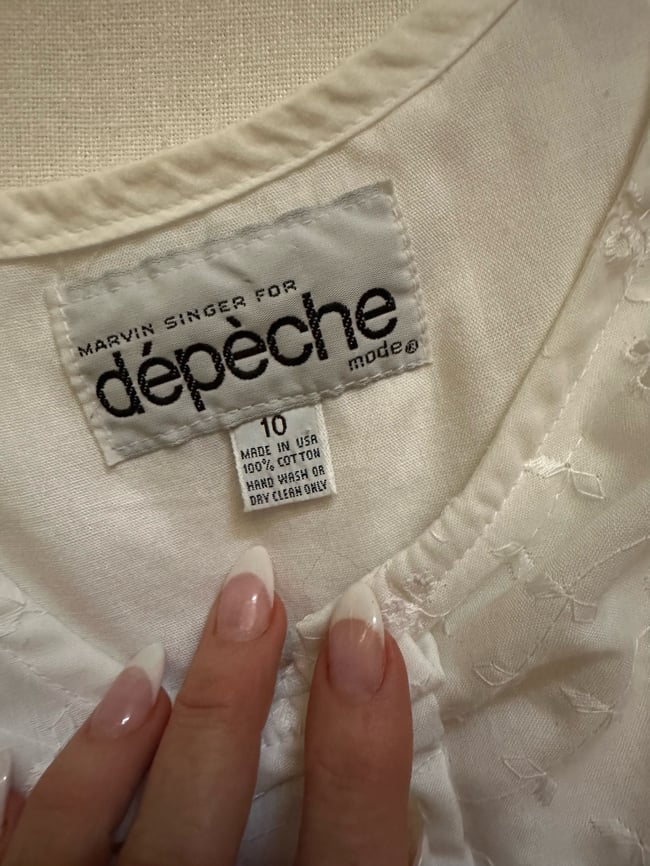 MARVIN SINGER FOR
dépèche
mode®
10
MADE IN USA
100% COTTON
HAND WASH OR
DRY CLEAN ONLY